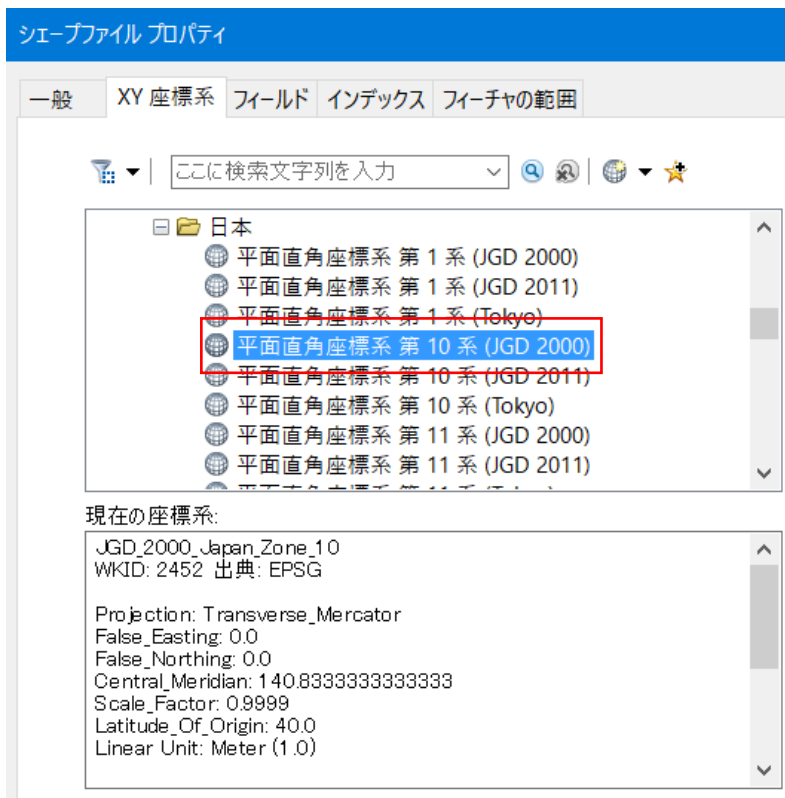 シェープファイル プロパティ
一般 XY 座標系 フィールド インデックス フィーチャの範囲
ここに検索文字列を入力
日本
平面直角座標系 第 1 系 (JGD 2000)
平面直角座標系 第 1 系 (JGD 2011)
平面直角座標系 第 1 系 (Tokyo)
平面直角座標系 第 10 系 (JGD 2000)
平面直角座標系 第 10 系 (JGD 2011)
平面直角座標系 第 10 系 (Tokyo)
平面直角座標系 第 11 系 (JGD 2000)
平面直角座標系 第 11 系 (JGD 2011)
現在の座標系:
JGD_2000_Japan_Zone_10
WKID: 2452 出典: EPSG
Projection: Transverse_Mercator
False_Easting: 0.0
False_Northing: 0.0
Central_Meridian: 140.8333333333333
Scale_Factor: 0.9999
Latitude_Of_Origin: 40.0
Linear Unit: Meter (1.0)